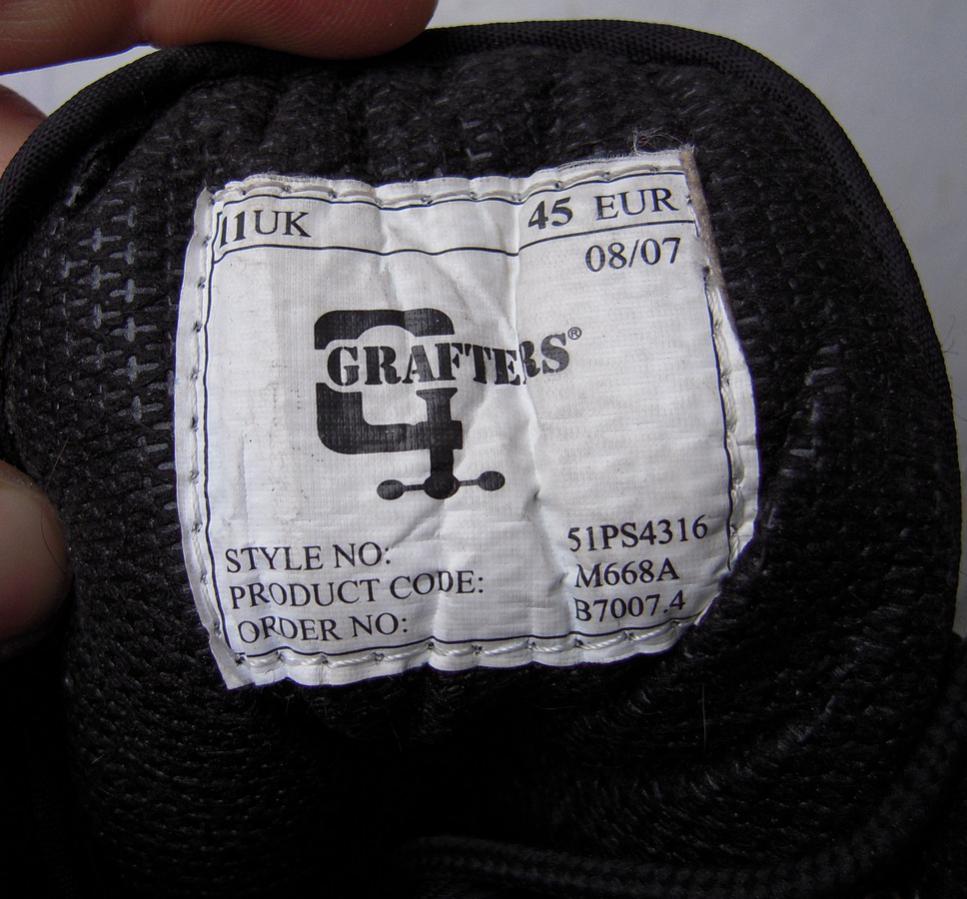 11UK 45 EUR
08/07
GRAFTERS®
STYLE NO: 51PS4316
PRODUCT CODE: M668A
ORDER NO: B7007.4